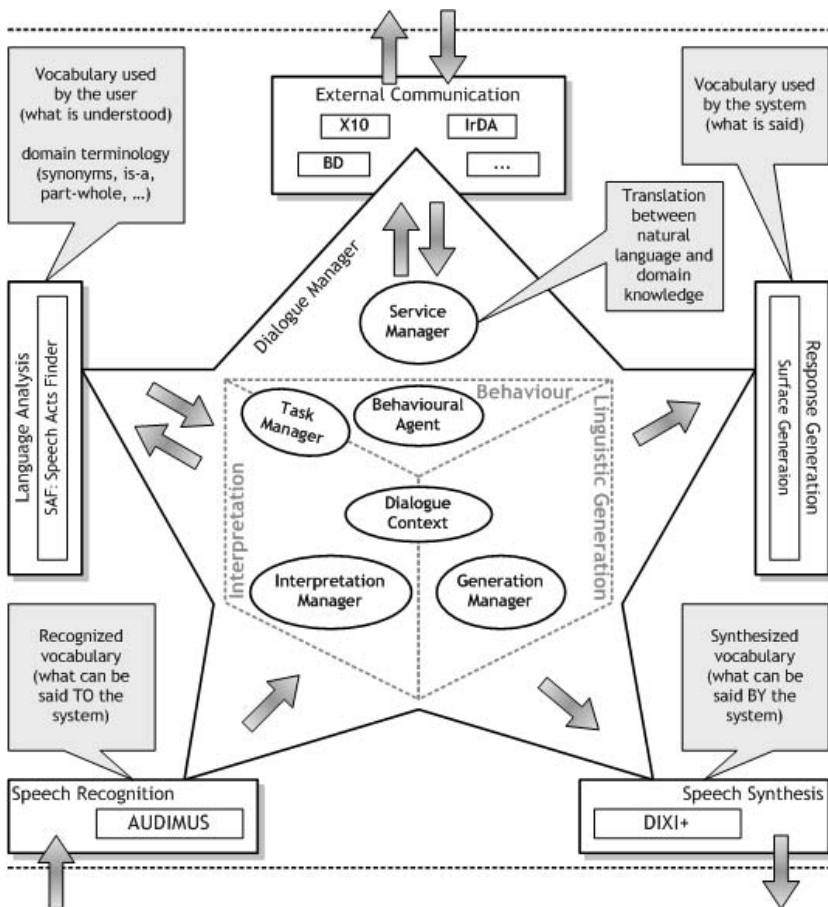 Vocabulary used
by the user
(what is understood)
domain terminology
(synonyms, is-a,
part-whole, ...)
External Communication
X10
IrDA
BD
...
Vocabulary used
by the system
(what is said)
Translation
between
natural
language and
domain
knowledge
Dialogue Manager
Service
Manager
Language Analysis
SAF: Speech Acts Finder
Behaviour
Task
Manager
Behavioural
Agent
Interpretation
Linguistic Generation
Dialogue
Context
Interpretation
Manager
Generation
Manager
Response Generation
Surface Generaion
Recognized
vocabulary
(what can be
said TO the
system)
Synthesized
vocabulary
(what can be
said BY the
system)
Speech Recognition
AUDIMUS
Speech Synthesis
DIXI+